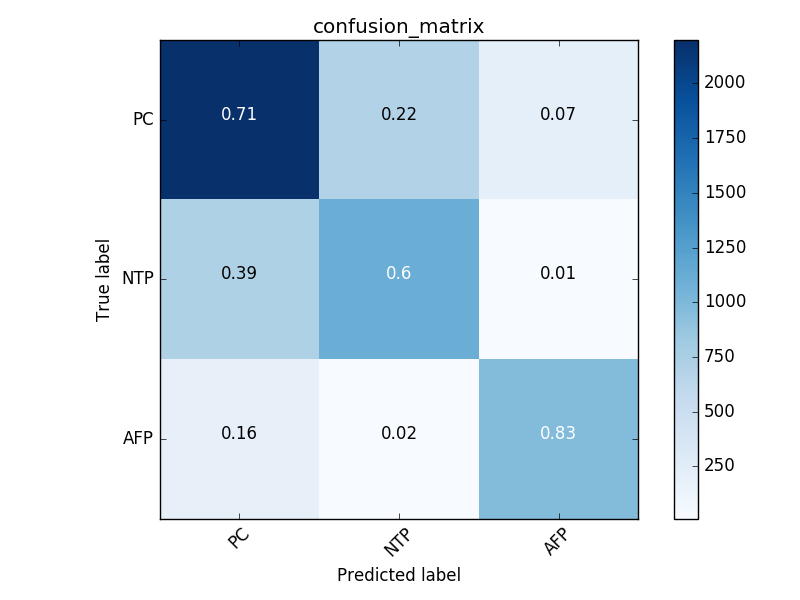 confusion_matrix
PC 0.71 0.22 0.07
NTP 0.39 0.6 0.01
AFP 0.16 0.02 0.83
PC NTP AFP
True label
Predicted label
2000
1750
1500
1250
1000
750
500
250